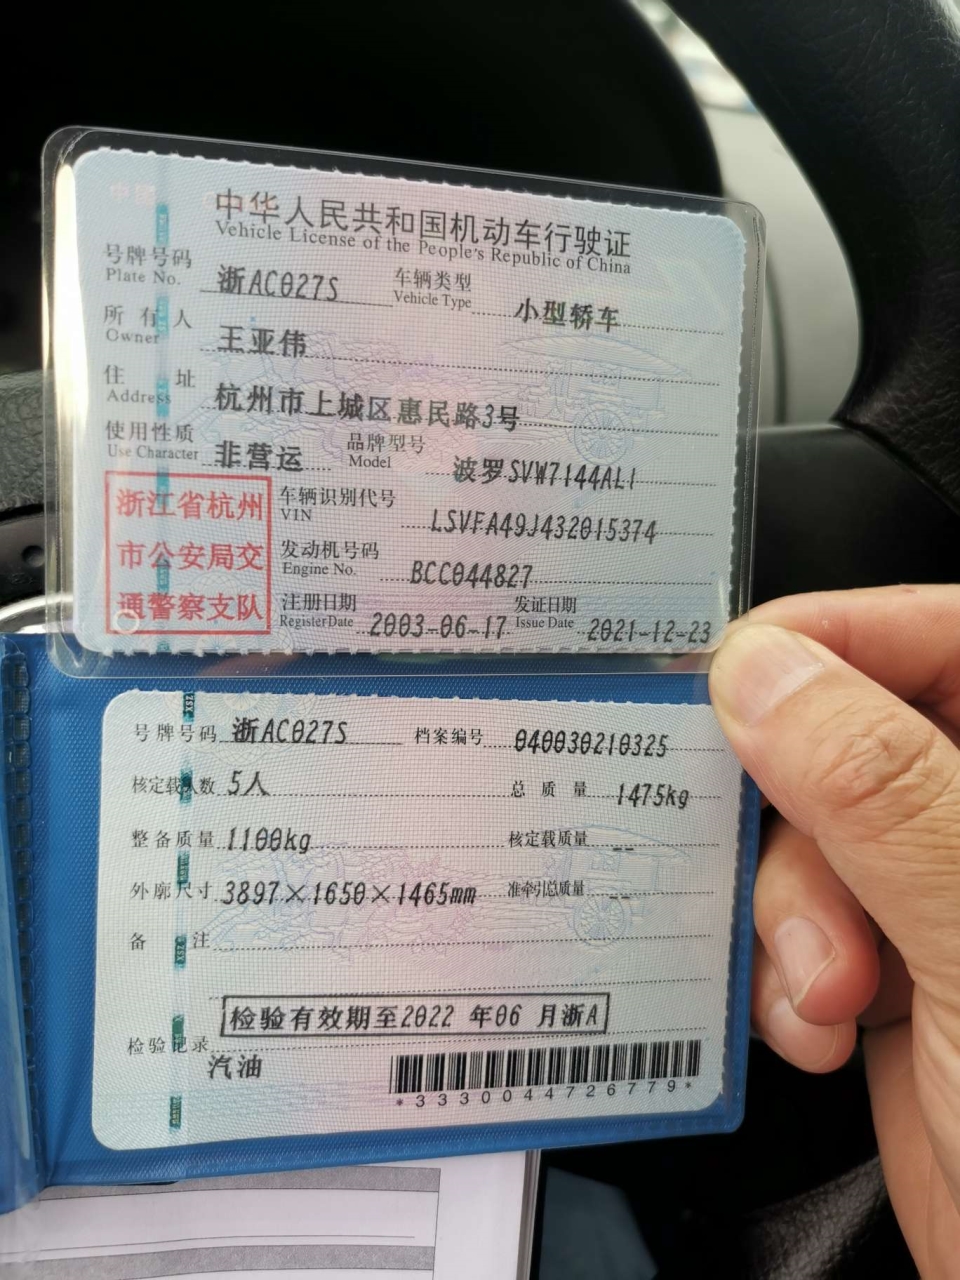 中华人民共和国机动车行驶证
Vehicle License of the People's Republic of China
号牌号码 浙AC027S 车辆类型 小型轿车
Plate No. Vehicle Type
所有人 王亚伟
Owner
住址 杭州市上城区惠民路3号
Address
使用性质 非营运 品牌型号 波罗SVW7144ALI
Use Character Model
浙江省杭州
市公安局交
通警察支队
车辆识别代号 LSVFA49J432015374
VIN
发动机号码 BCC044827
Engine No.
注册日期 2003-06-17 发证日期 2021-12-23
Register Date Issue Date
号牌号码 浙AC027S 档案编号 040030210325
核定载人数 5人 总质量 1475kg
整备质量 1100kg 核定载质量 --
外廓尺寸 3897×1650×1465mm 准牵引总质量 --
备注
检验有效期至2022年06月浙A
检验记录
汽油
*3330044726779*